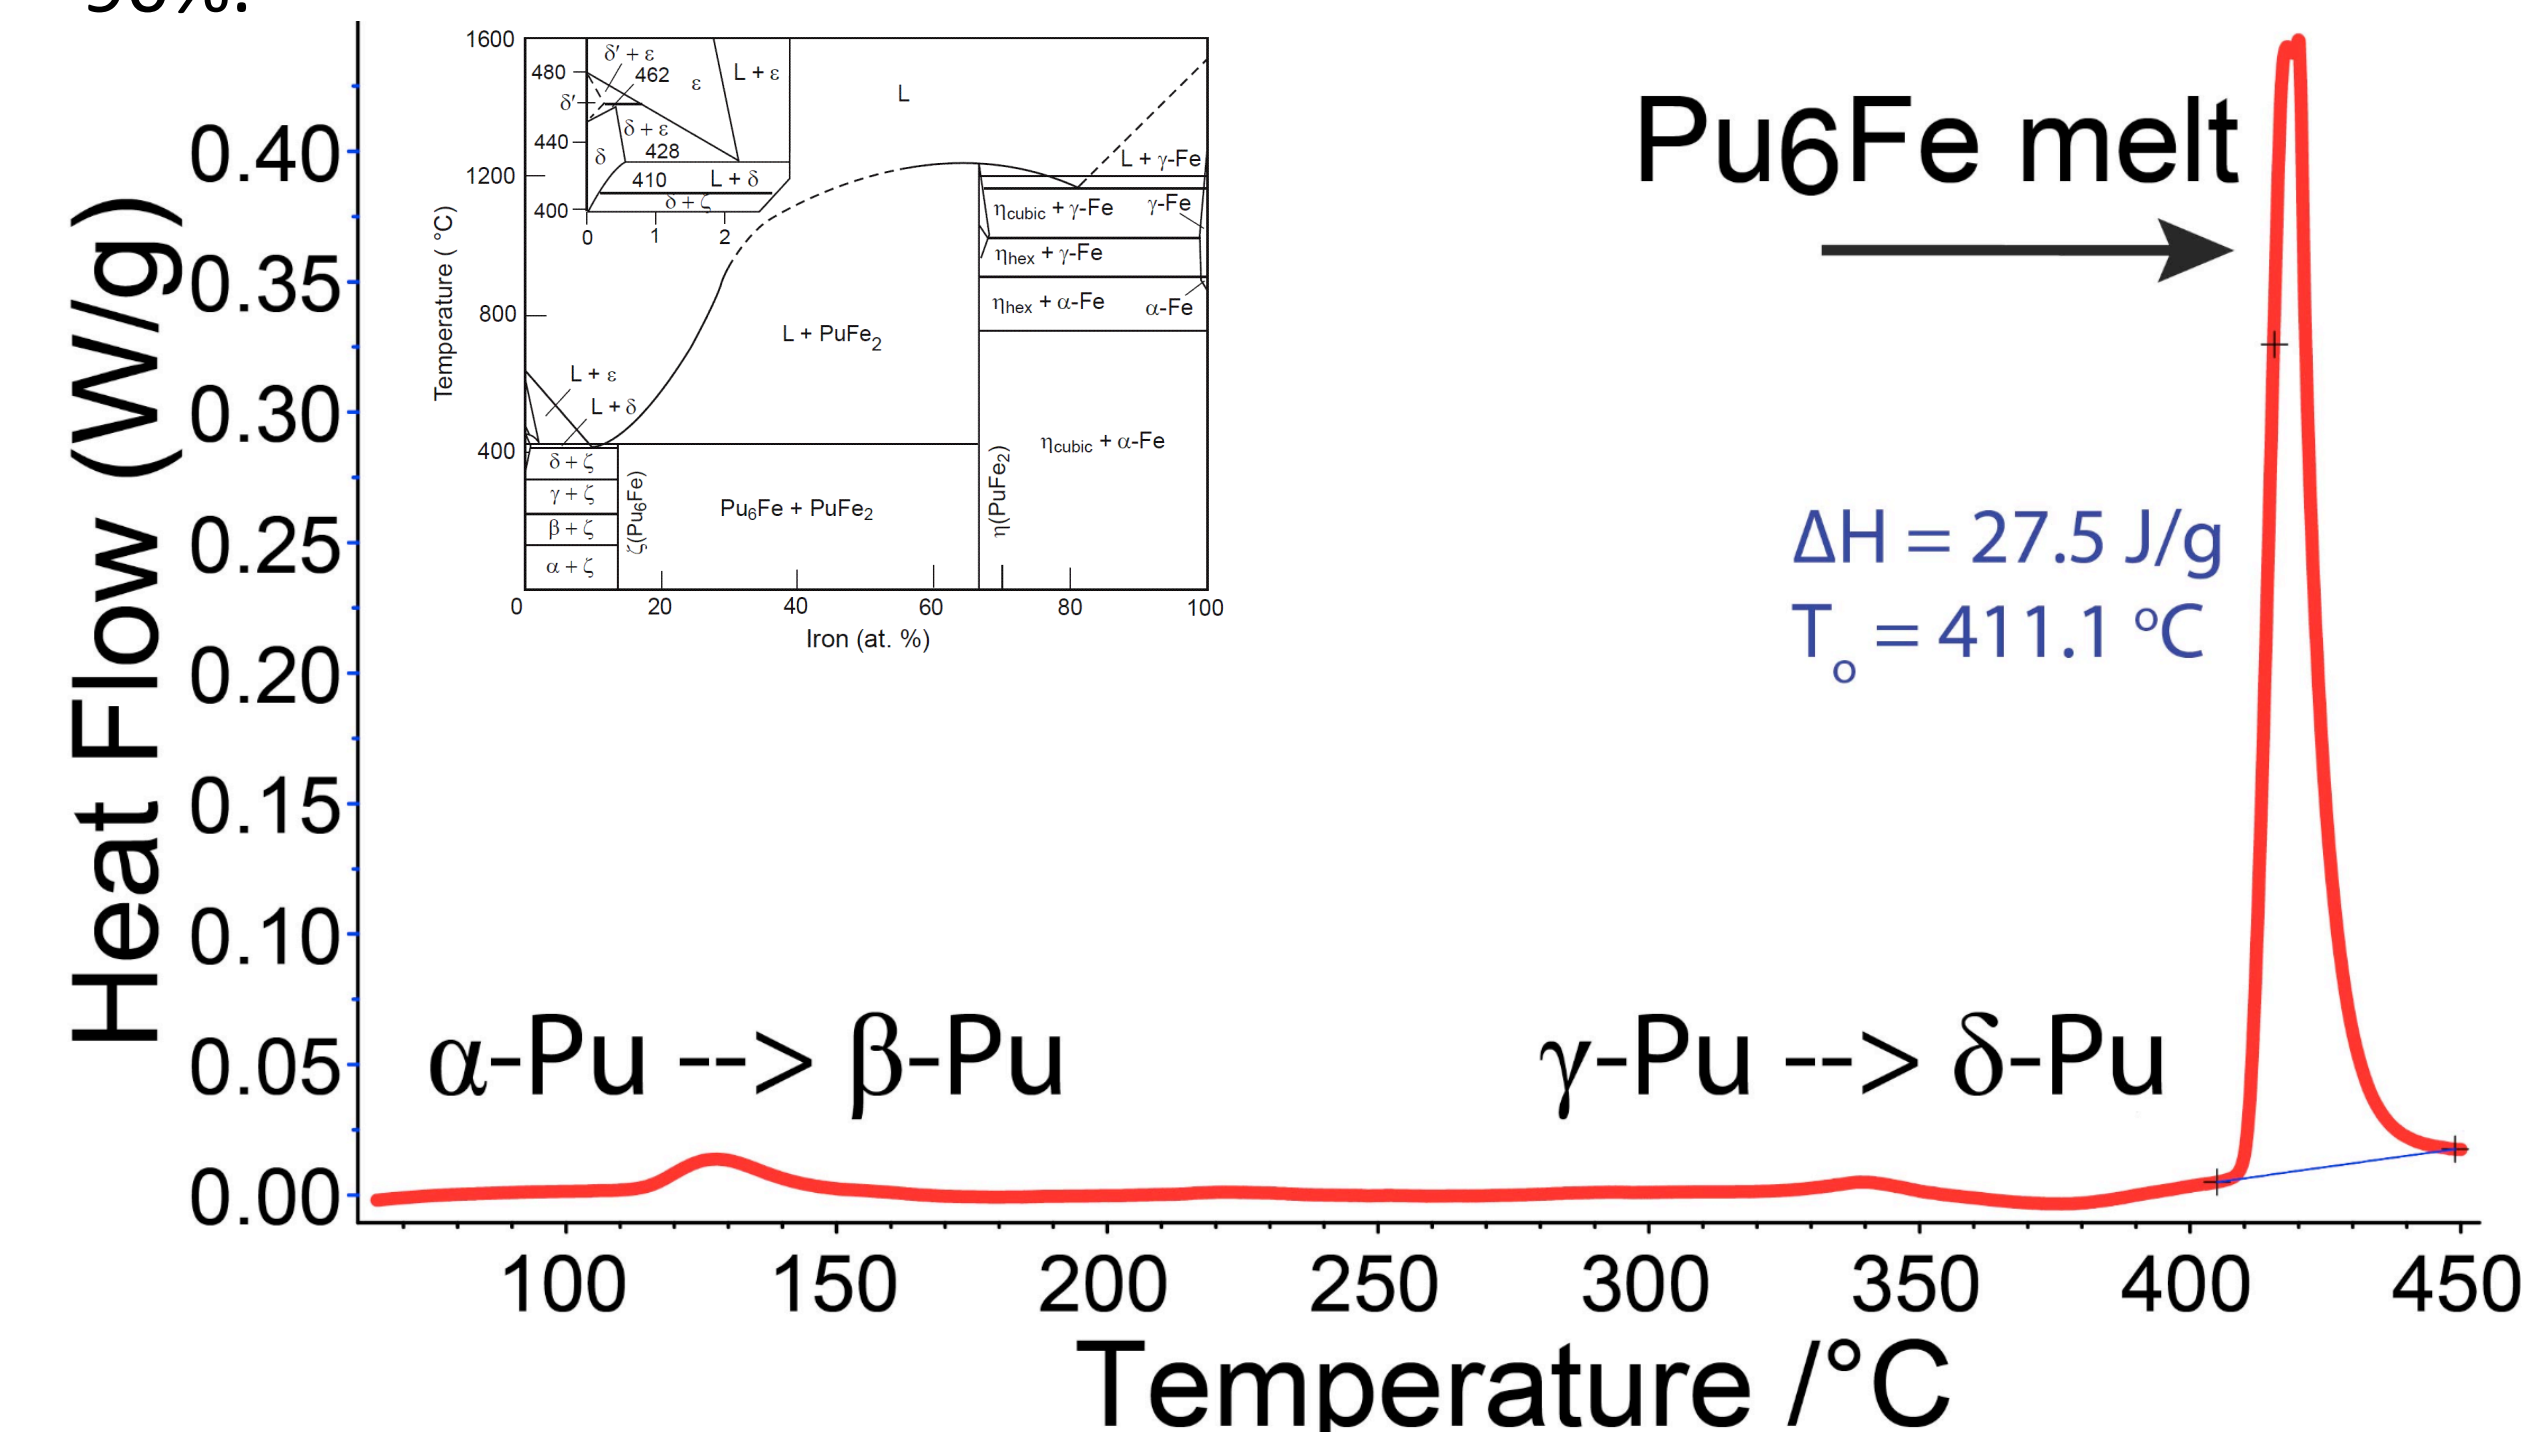 Heat Flow (W/g)
0.40
0.35
0.30
0.25
0.20
0.15
0.10
0.05
0.00
100 150 200 250 300 350 400 450
Temperature /°C
Pu6Fe melt
ΔH = 27.5 J/g
To = 411.1 °C
α-Pu --> β-Pu
γ-Pu --> δ-Pu
Temperature ( °C)
1600
1200
800
400
0 20 40 60 80 100
Iron (at. %)
480
δ′
440
400
0 1 2
δ′ + ε
462
ε
L + ε
δ + ε
δ
428
410
L + δ
δ + ζ
L
L + γ-Fe
ηcubic + γ-Fe
γ-Fe
ηhex + γ-Fe
ηhex + α-Fe
α-Fe
L + PuFe2
L + ε
L + δ
ηcubic + α-Fe
δ + ζ
γ + ζ
β + ζ
α + ζ
ζ(Pu6Fe)
Pu6Fe + PuFe2
η(PuFe2)